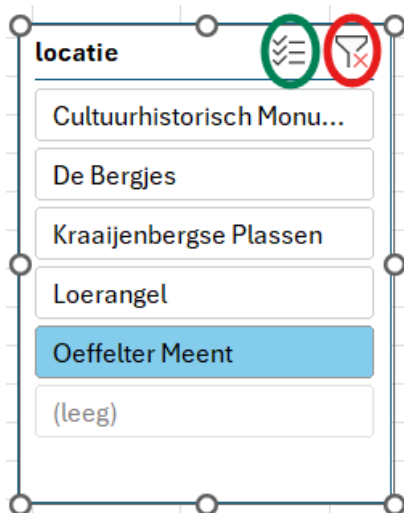 locatie
Cultuurhistorisch Monu...
De Bergjes
Kraaijenbergse Plassen
Loerangel
Oeffelter Meent
(leeg)